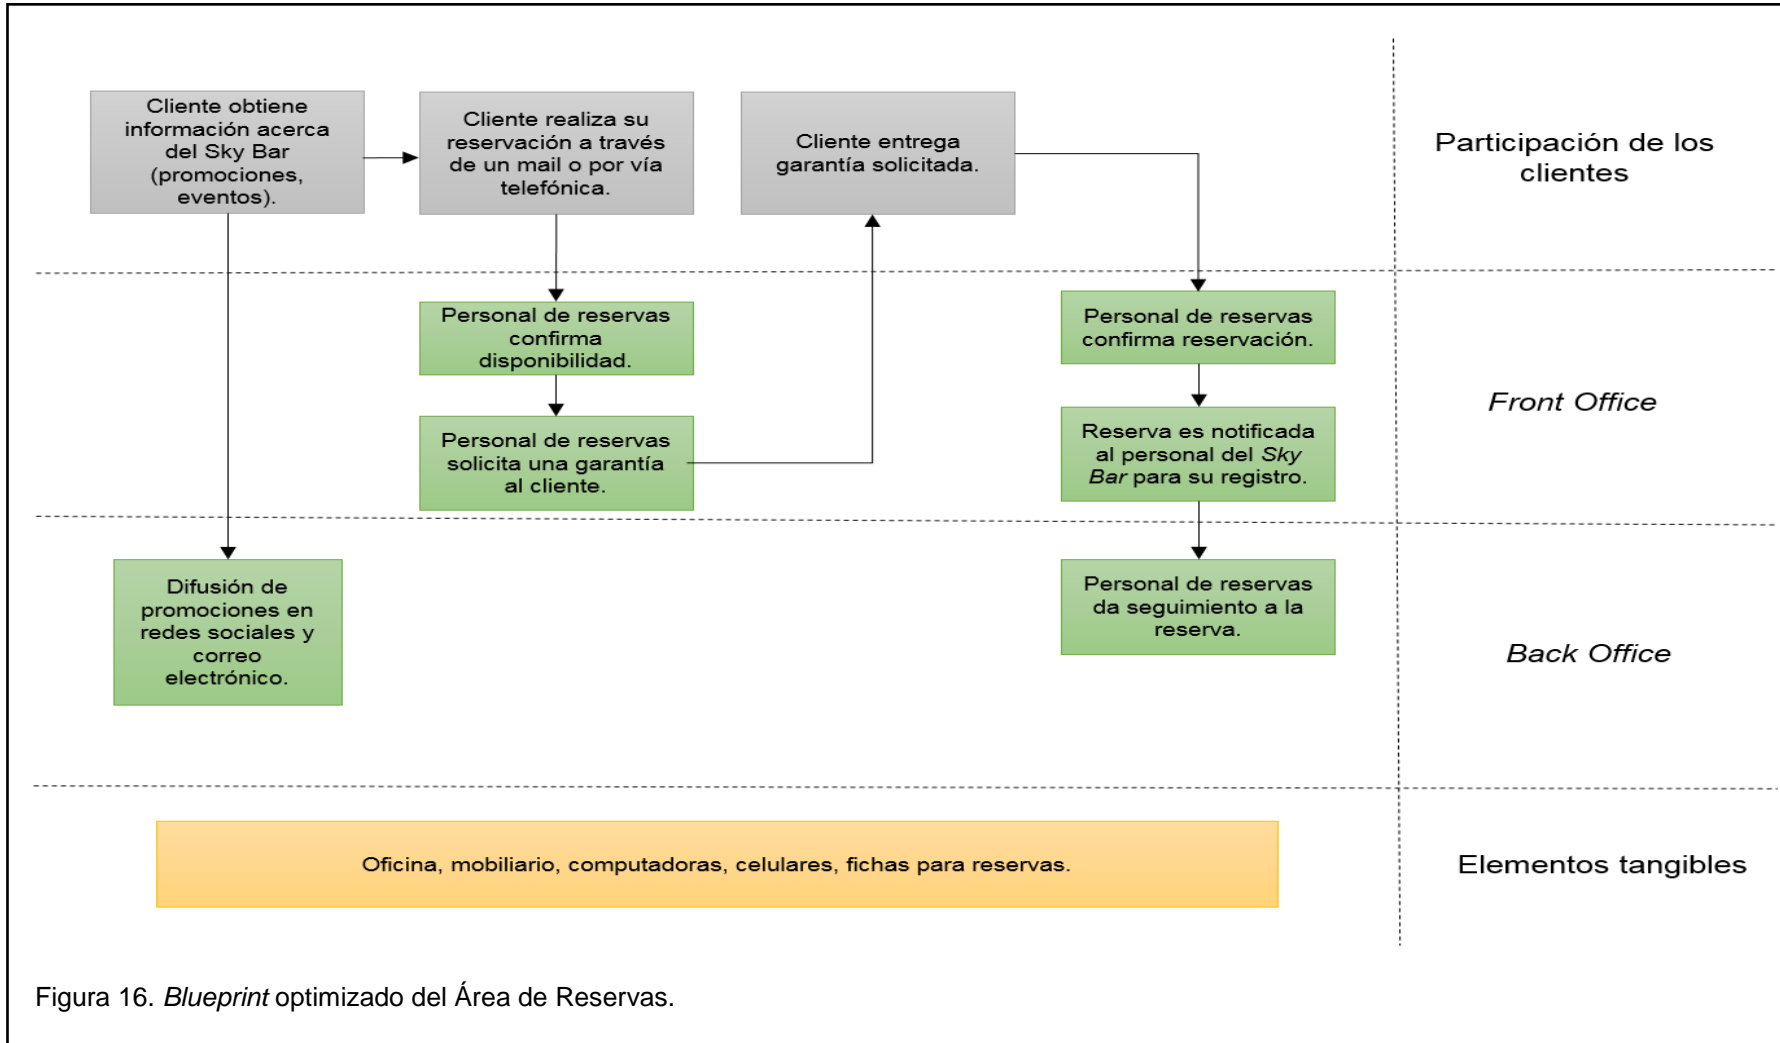 Cliente obtiene
información acerca
del Sky Bar
(promociones,
eventos).
Cliente realiza su
reservación a través
de un mail o por vía
telefónica.
Cliente entrega
garantía solicitada.
Participación de los
clientes
Personal de reservas
confirma
disponibilidad.
Personal de reservas
solicita una garantía
al cliente.
Personal de reservas
confirma reservación.
Reserva es notificada
al personal del Sky
Bar para su registro.
Front Office
Difusión de
promociones en
redes sociales y
correo
electrónico.
Personal de reservas
da seguimiento a la
reserva.
Back Office
Oficina, mobiliario, computadoras, celulares, fichas para reservas.
Elementos tangibles
Figura 16. Blueprint optimizado del Área de Reservas.